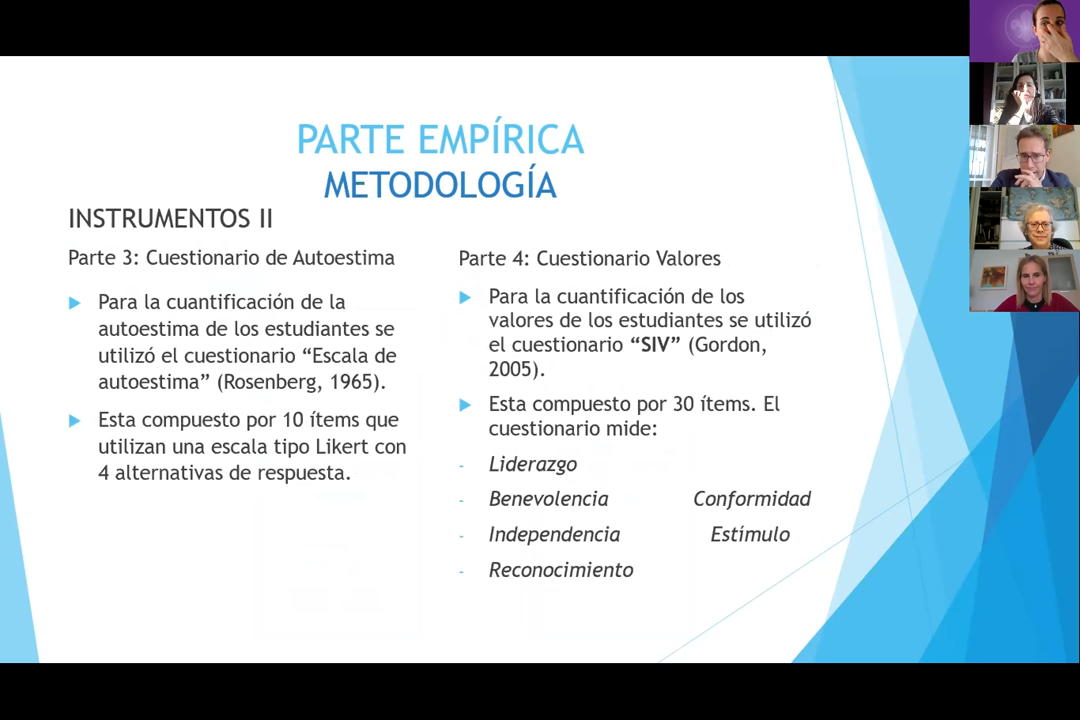 PARTE EMPÍRICA
METODOLOGÍA
INSTRUMENTOS II
Parte 3: Cuestionario de Autoestima
Para la cuantificación de la
autoestima de los estudiantes se
utilizó el cuestionario “Escala de
autoestima” (Rosenberg, 1965).
Esta compuesto por 10 ítems que
utilizan una escala tipo Likert con
4 alternativas de respuesta.
Parte 4: Cuestionario Valores
Para la cuantificación de los
valores de los estudiantes se utilizó
el cuestionario “SIV” (Gordon,
2005).
Esta compuesto por 30 ítems. El
cuestionario mide:
- Liderazgo
- Benevolencia Conformidad
- Independencia Estímulo
- Reconocimiento